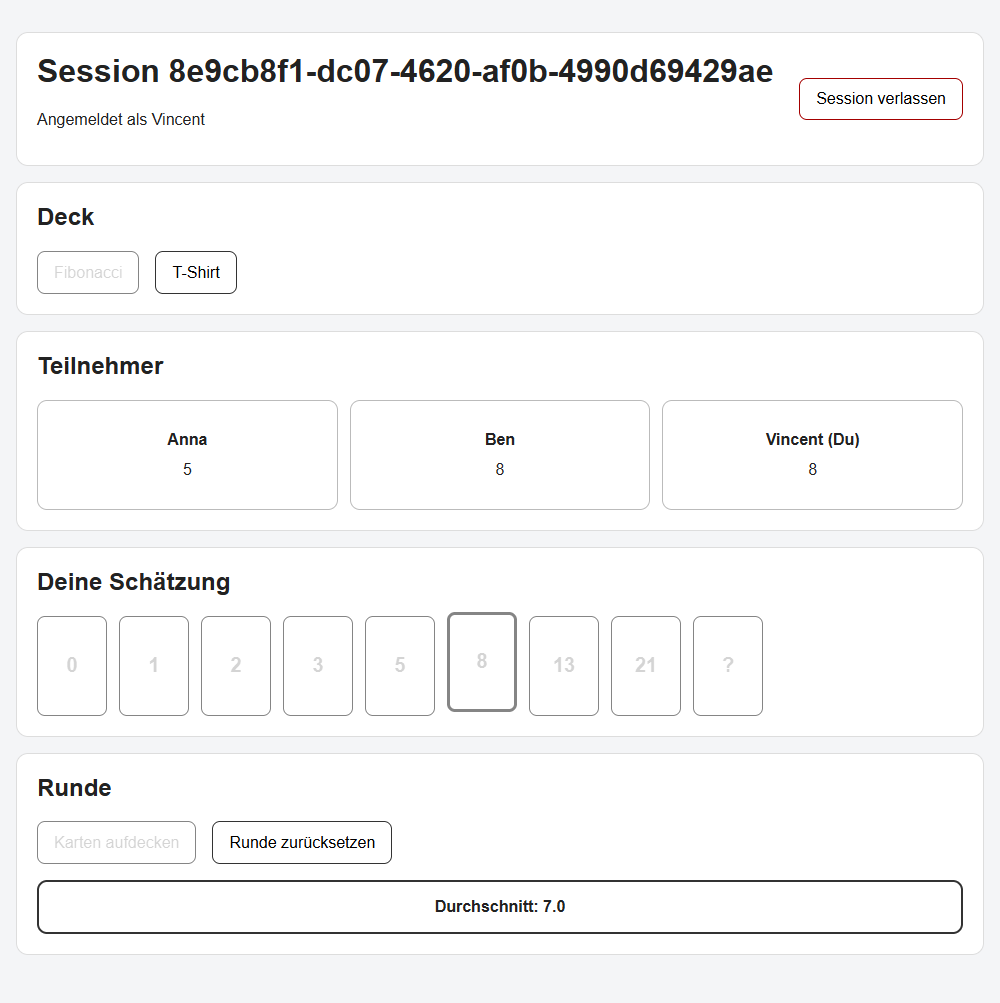 Session 8e9cb8f1-dc07-4620-af0b-4990d69429ae
Angemeldet als Vincent
Session verlassen
Deck
Fibonacci T-Shirt
Teilnehmer
Anna Ben Vincent (Du)
5 8 8
Deine Schätzung
0 1 2 3 5 8 13 21 ?
Runde
Karten aufdecken Runde zurücksetzen
Durchschnitt: 7.0